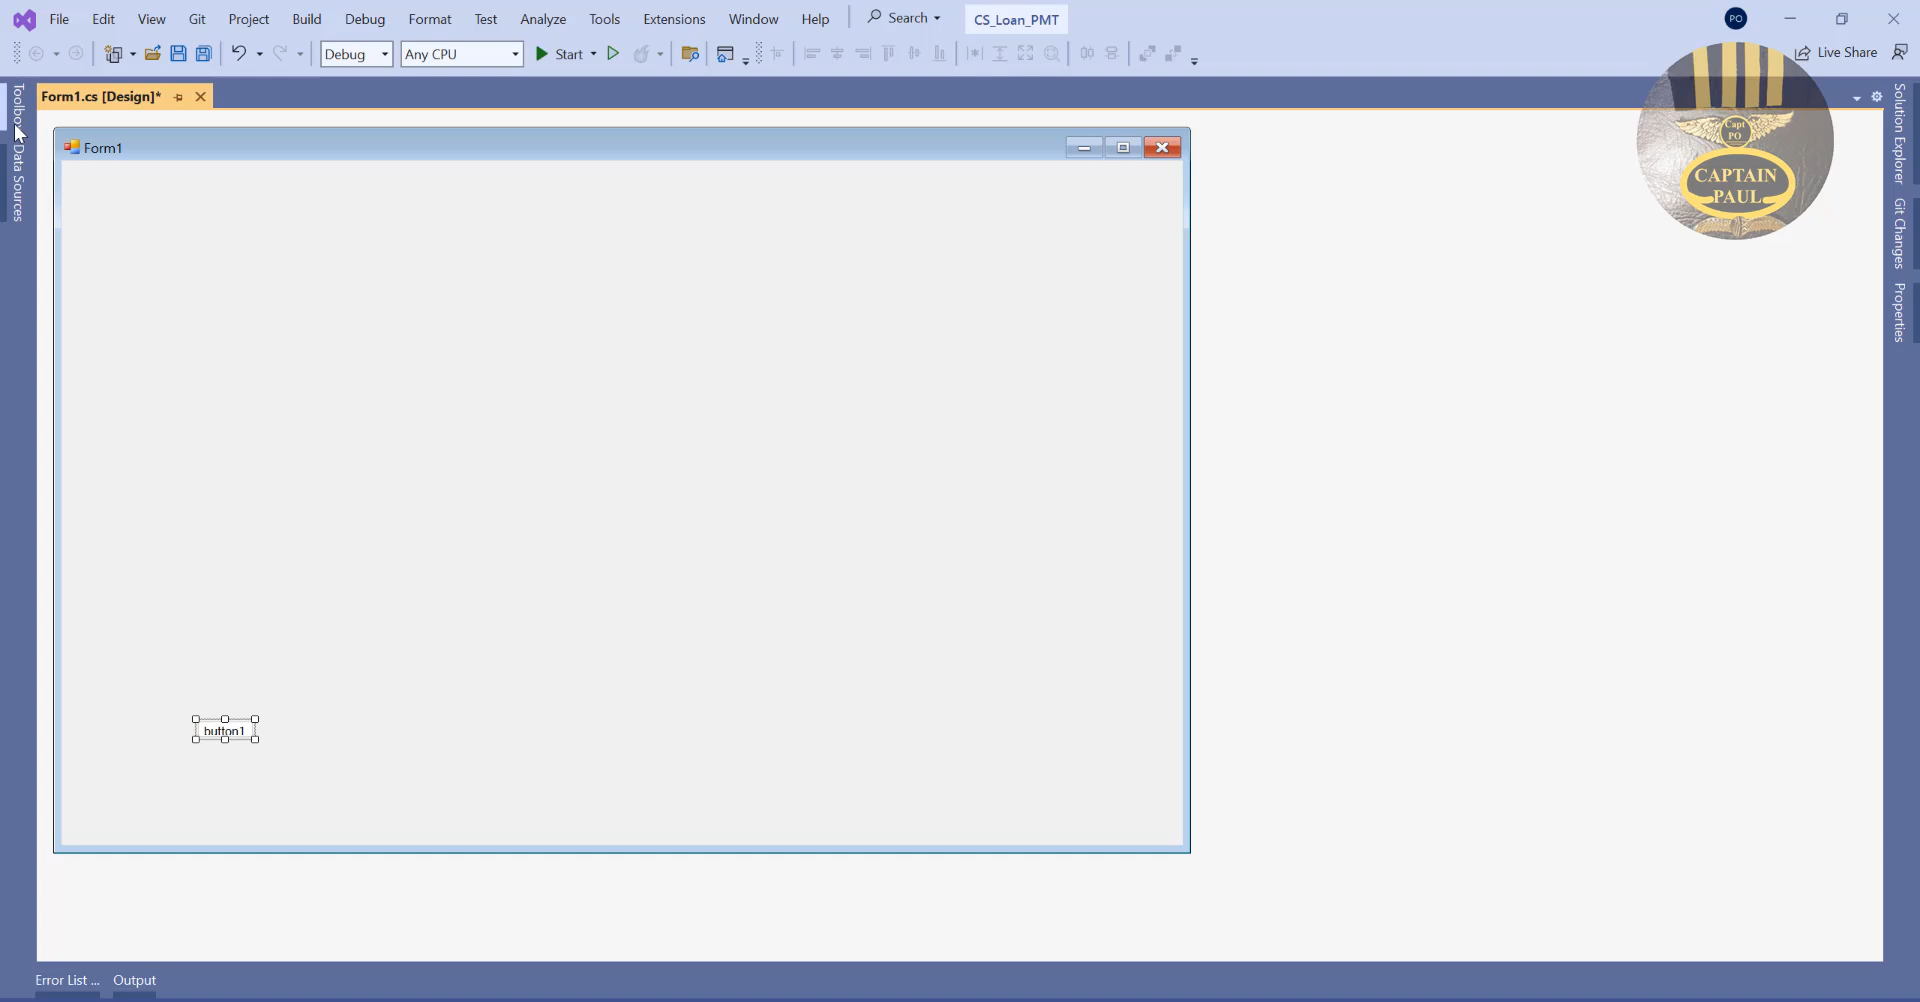 File Edit View Git Project Build Debug Format Test Analyze Tools Extensions Window Help Search CS_Loan_PMT PO
Debug Any CPU Start Live Share
Form1.cs [Design]*
Toolbox
Data Sources
Form1
button1
Capt
PO
CAPTAIN
PAUL
Solution Explorer
Git Changes
Properties
Error List ... Output